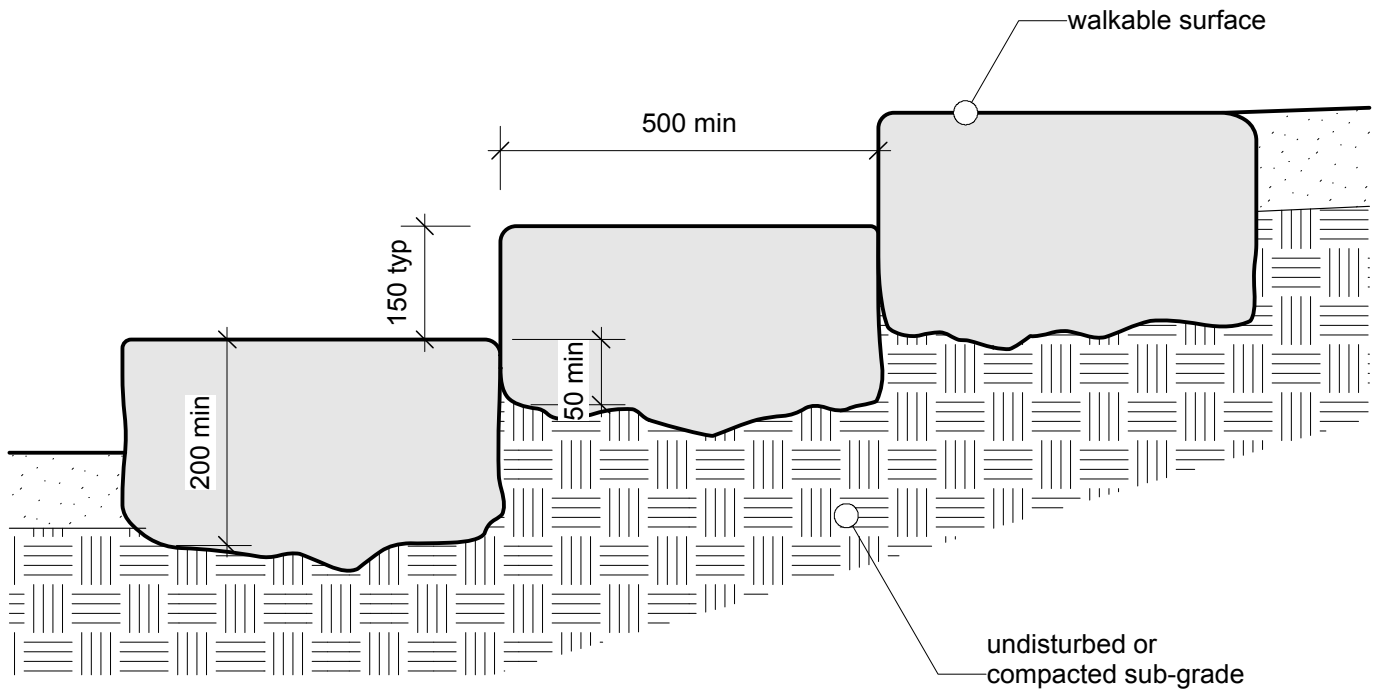 walkable surface
500 min
150 typ
50 min
200 min
undisturbed or
compacted sub-grade